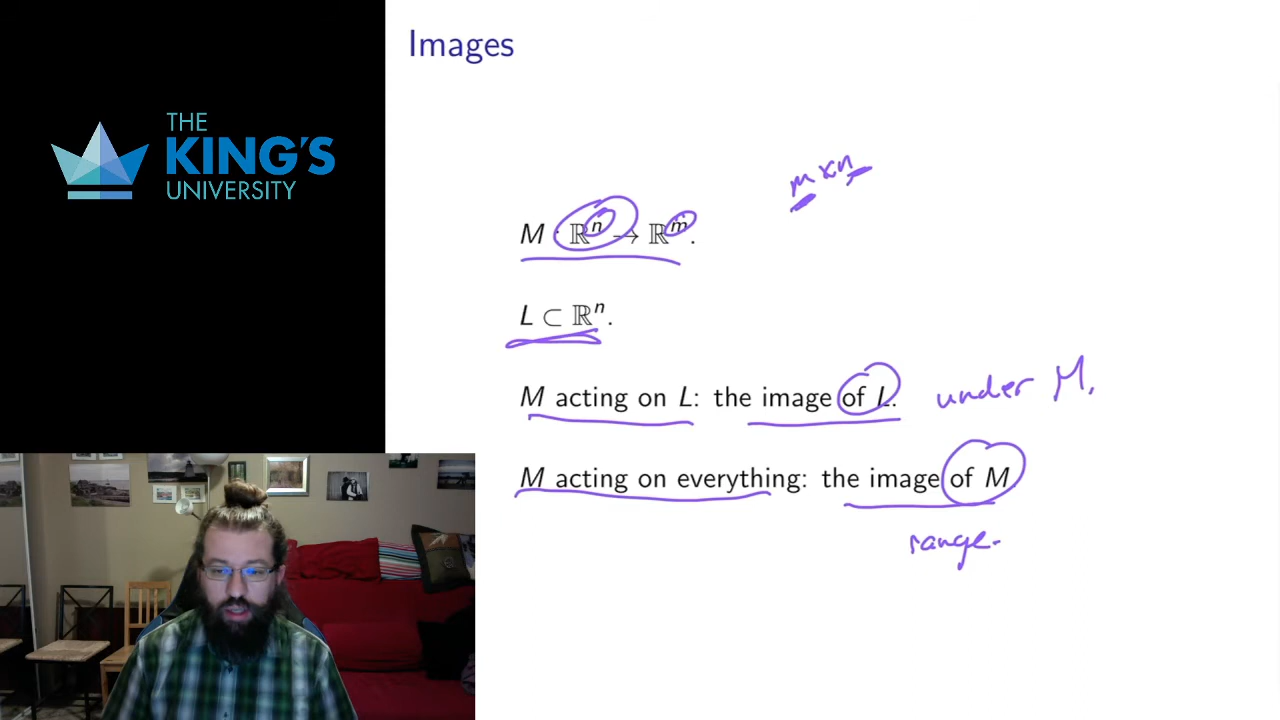 THE
KING'S
UNIVERSITY
Images
m×n
M : ℝⁿ → ℝᵐ.
L ⊂ ℝⁿ.
M acting on L: the image of L. under M.
M acting on everything: the image of M
range.